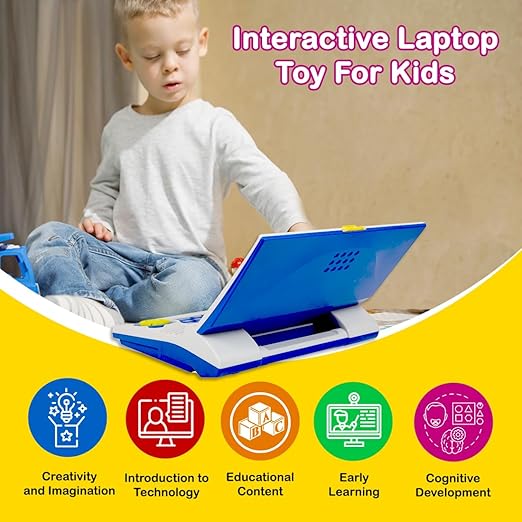 Interactive Laptop
Toy For Kids
Creativity
and Imagination
Introduction to
Technology
Educational
Content
Early
Learning
Cognitive
Development